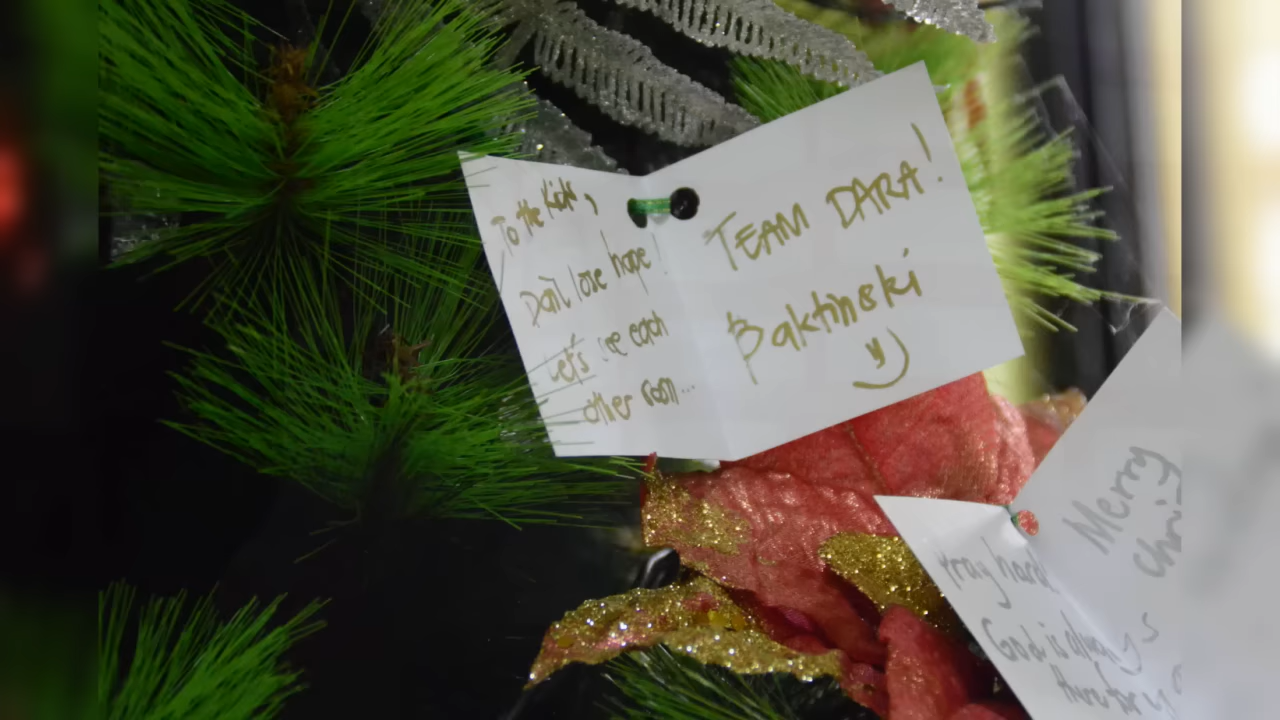 To the Kids,
Don't lose hope!
Let's see each
other soon...
TEAM DARA!
Baktinski
Pray hard
God is always
there for
Merry